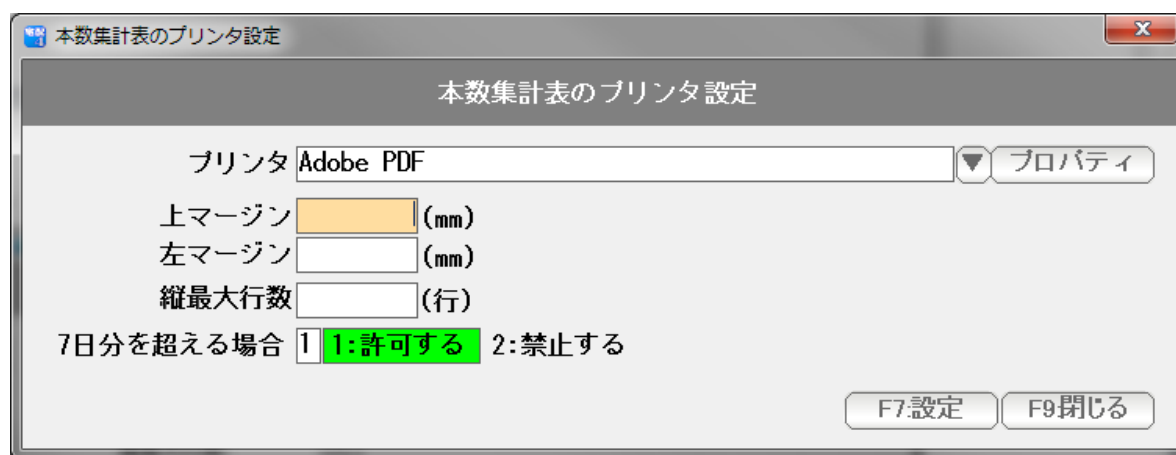 本数集計表のプリンタ設定
本数集計表のプリンタ設定
プリンタ Adobe PDF ▼ プロパティ
上マージン (mm)
左マージン (mm)
縦最大行数 (行)
7日分を超える場合 1 1:許可する 2:禁止する
F7:設定 F9:閉じる